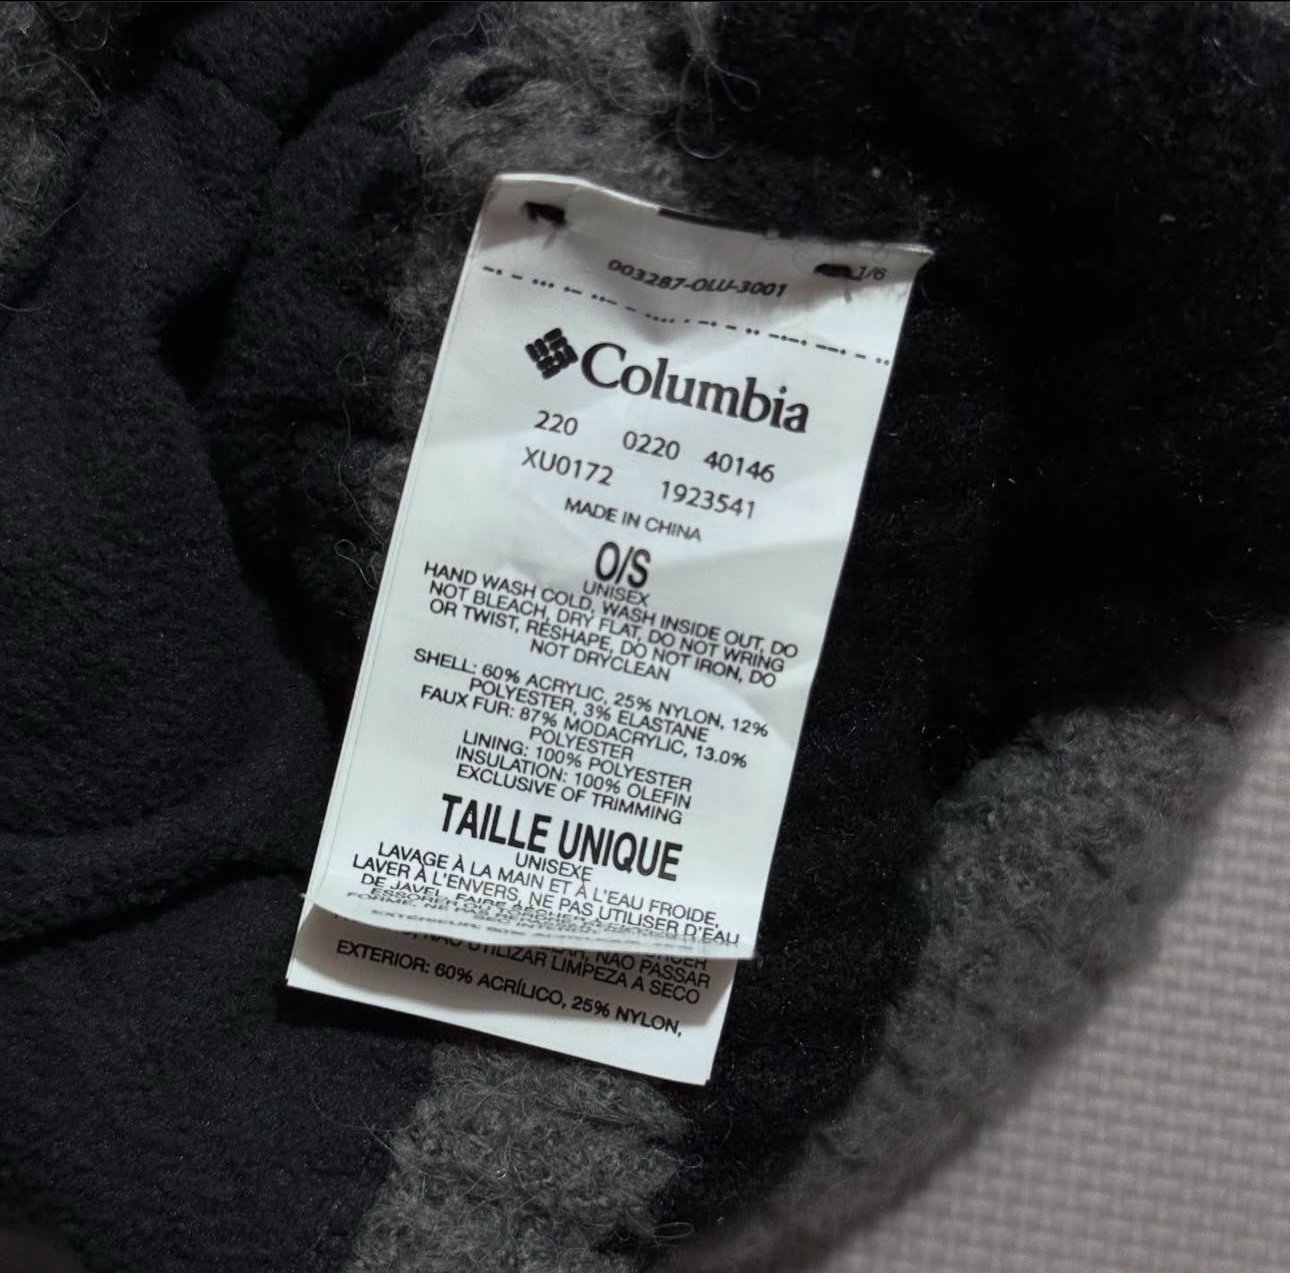 1/6
003287-OLU-3001
Columbia
220 0220 40146
XU0172 1923541
MADE IN CHINA
O/S
UNISEX
HAND WASH COLD, WASH INSIDE OUT, DO
NOT BLEACH, DRY FLAT, DO NOT WRING
OR TWIST, RESHAPE, DO NOT IRON, DO
NOT DRYCLEAN
SHELL: 60% ACRYLIC, 25% NYLON, 12%
POLYESTER, 3% ELASTANE
FAUX FUR: 87% MODACRYLIC, 13.0%
POLYESTER
LINING: 100% POLYESTER
INSULATION: 100% OLEFIN
EXCLUSIVE OF TRIMMING
TAILLE UNIQUE
UNISEXE
LAVAGE À LA MAIN ET À L'EAU FROIDE,
LAVER À L'ENVERS, NE PAS UTILISER D'EAU
DE JAVEL, FAIRE
NÃO UTILIZAR NÃO PASSAR
LIMPEZA A SECO
EXTERIOR: 60% ACRÍLICO, 25% NYLON,